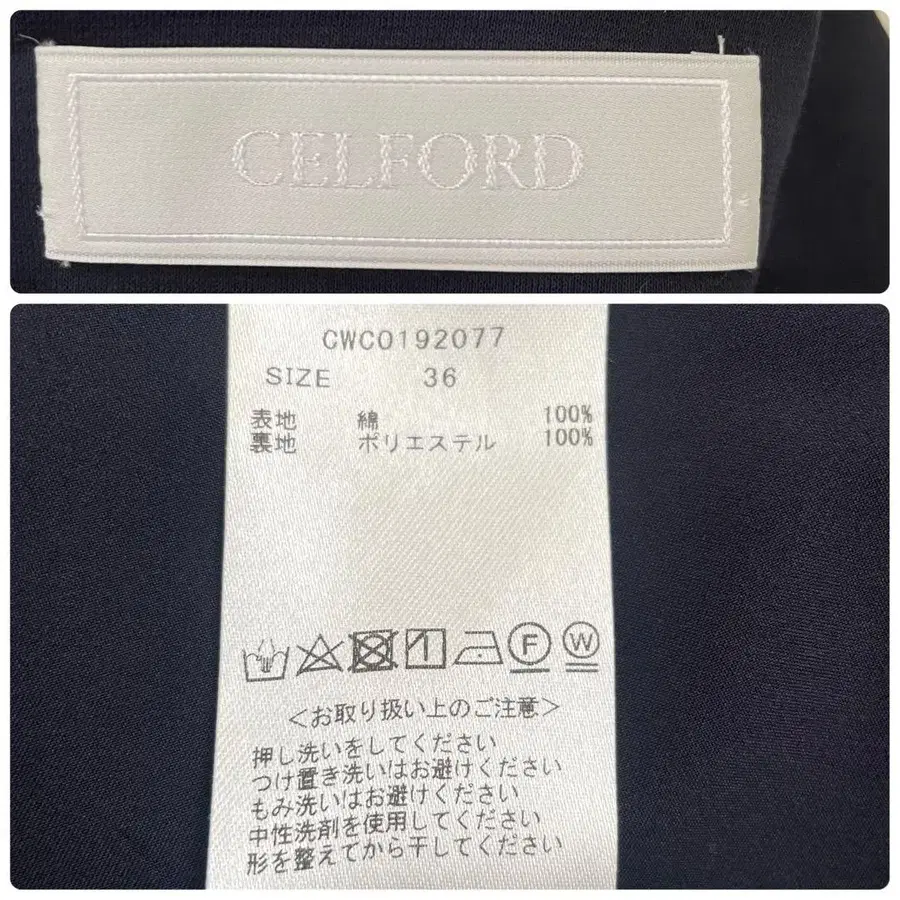 CELFORD
CWCO192077
SIZE 36
表地 綿 100%
裏地 ポリエステル 100%
F W
<お取り扱い上のご注意>
押し洗いをしてください
つけ置き洗いはお避けください
もみ洗いはお避けください
中性洗剤を使用してください
形を整えてから干してください